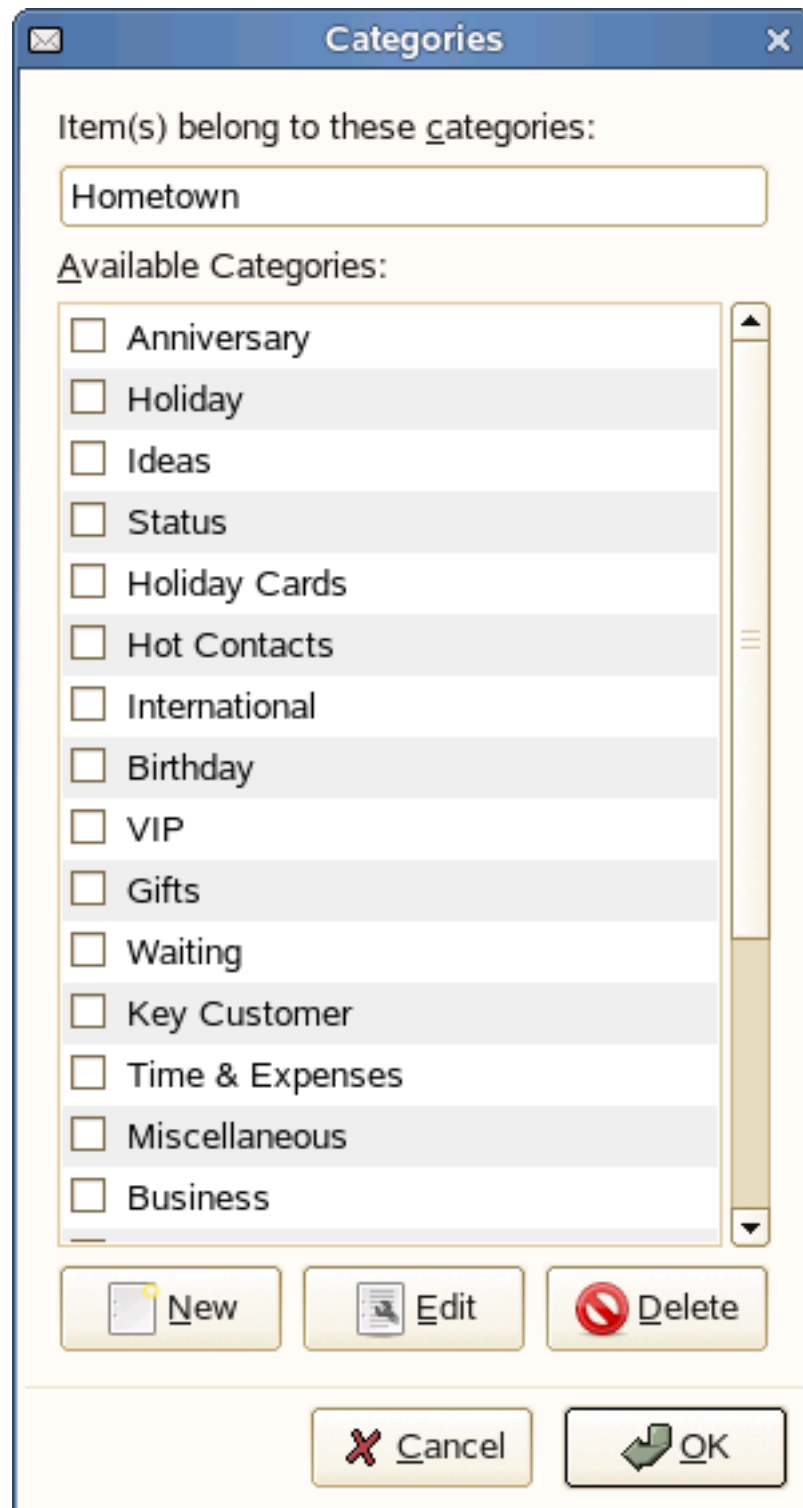 Categories
Item(s) belong to these categories:
Hometown
Available Categories:
Anniversary
Holiday
Ideas
Status
Holiday Cards
Hot Contacts
International
Birthday
VIP
Gifts
Waiting
Key Customer
Time & Expenses
Miscellaneous
Business
New Edit Delete
Cancel OK